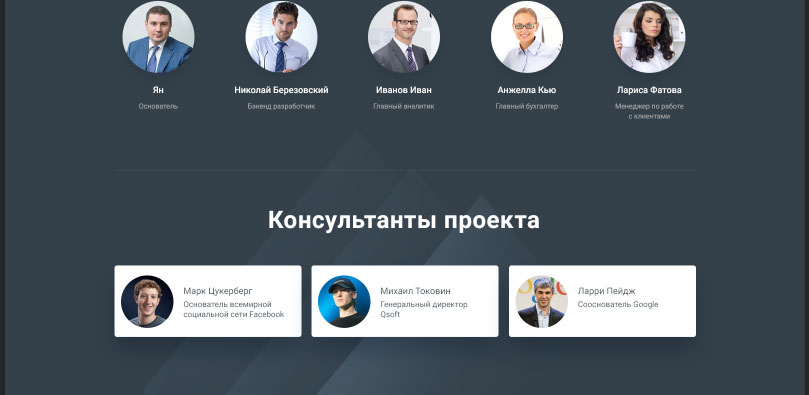 Ян
Основатель
Николай Березовский
Бэкенд разработчик
Иванов Иван
Главный аналитик
Анжелла Кью
Главный бухгалтер
Лариса Фатова
Менеджер по работе
с клиентами
Консультанты проекта
Марк Цукерберг
Основатель всемирной
социальной сети Facebook
Михаил Токовин
Генеральный директор
Qsoft
Ларри Пейдж
Сооснователь Google